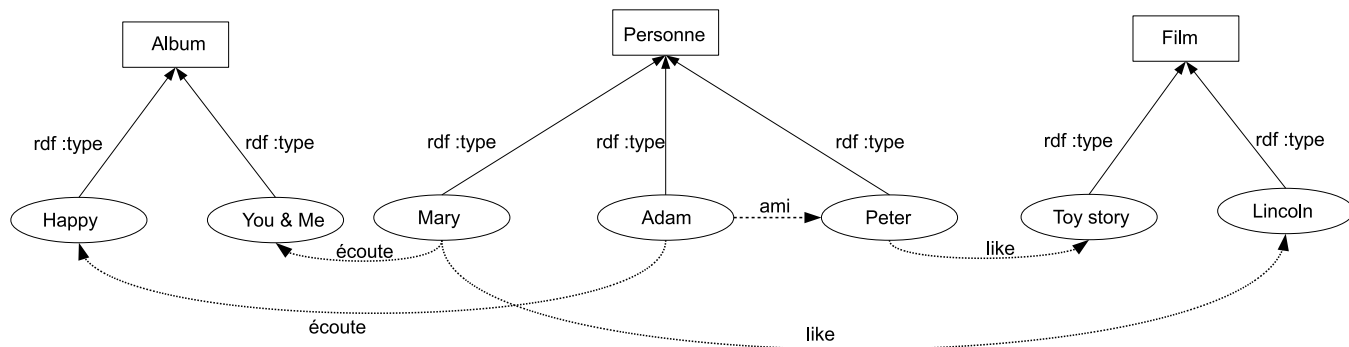 Album
Personne
Film
rdf :type
rdf :type
rdf :type
rdf :type
rdf :type
rdf :type
rdf :type
Happy
You & Me
Mary
Adam
ami
Peter
Toy story
Lincoln
écoute
like
écoute
like